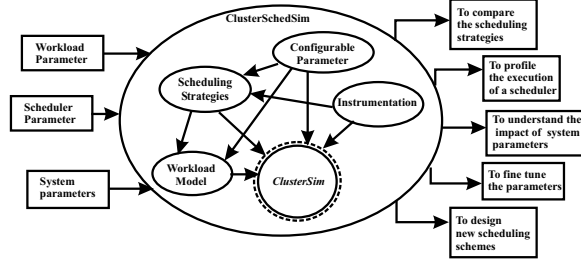 ClusterSchedSim
Workload
Parameter
Scheduler
Parameter
System
parameters
Configurable
Parameter
Scheduling
Strategies
Instrumentation
Workload
Model
ClusterSim
To compare
the scheduling
strategies
To profile
the execution
of a scheduler
To understand the
impact of system
parameters
To fine tune
the parameters
To design
new scheduling
schemes